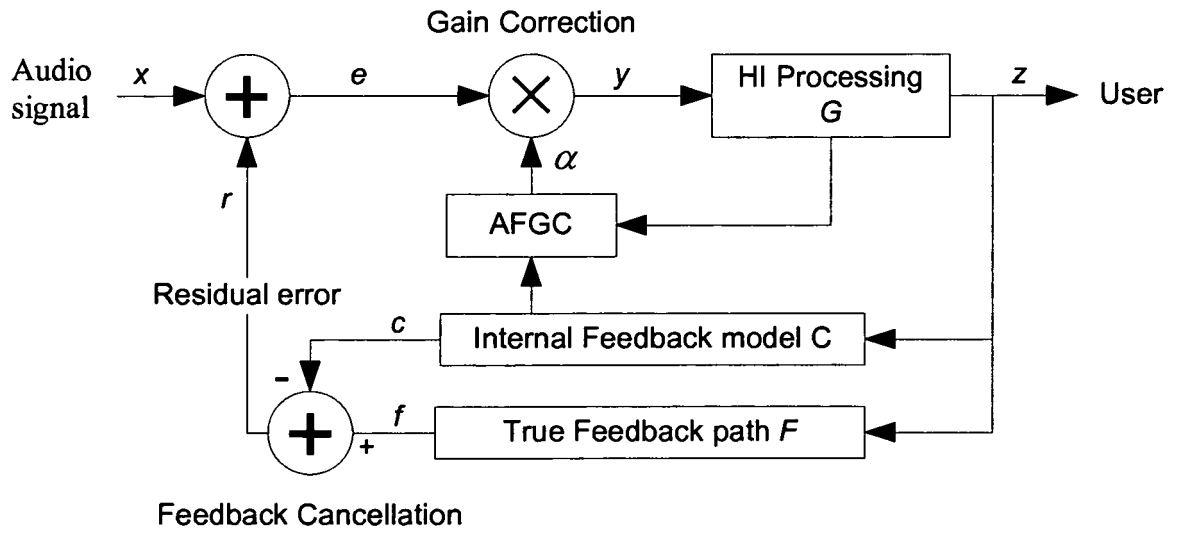 Gain Correction
Audio
signal
x
e
y
HI Processing
G
z
User
α
r
AFGC
Residual error
c
Internal Feedback model C
-
f
+
True Feedback path F
Feedback Cancellation